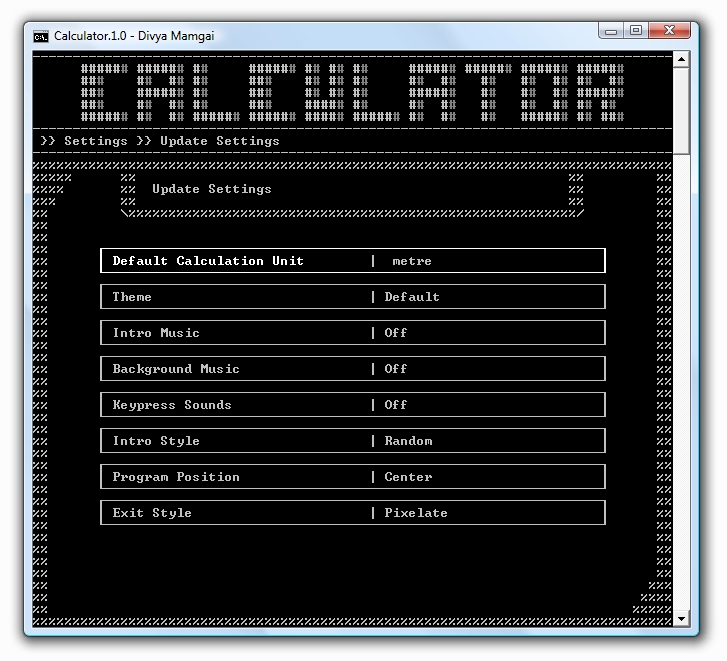 Calculator.1.0 - Divya Mamgai
CALCULATOR
>> Settings >> Update Settings
Update Settings
Default Calculation Unit | metre
Theme | Default
Intro Music | Off
Background Music | Off
Keypress Sounds | Off
Intro Style | Random
Program Position | Center
Exit Style | Pixelate